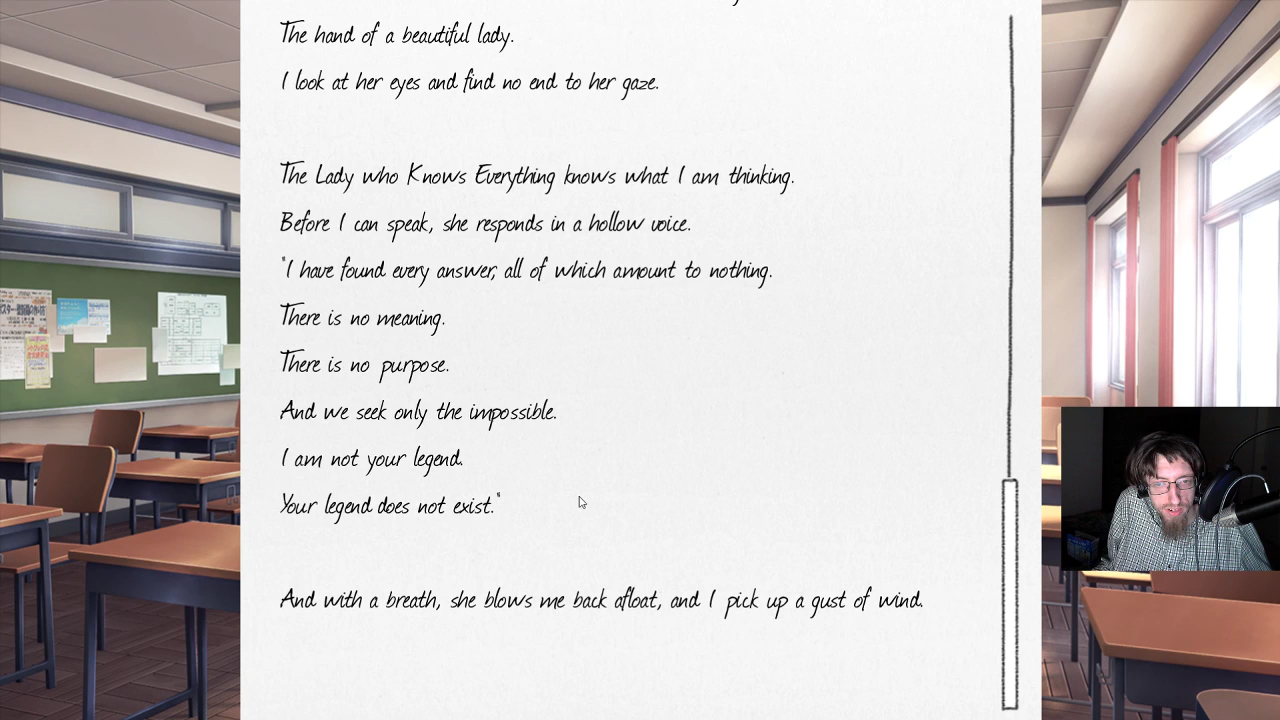 The hand of a beautiful lady.
I look at her eyes and find no end to her gaze.
The Lady who Knows Everything knows what I am thinking.
Before I can speak, she responds in a hollow voice.
"I have found every answer, all of which amount to nothing.
There is no meaning.
There is no purpose.
And we seek only the impossible.
I am not your legend.
Your legend does not exist."
And with a breath, she blows me back afloat, and I pick up a gust of wind.